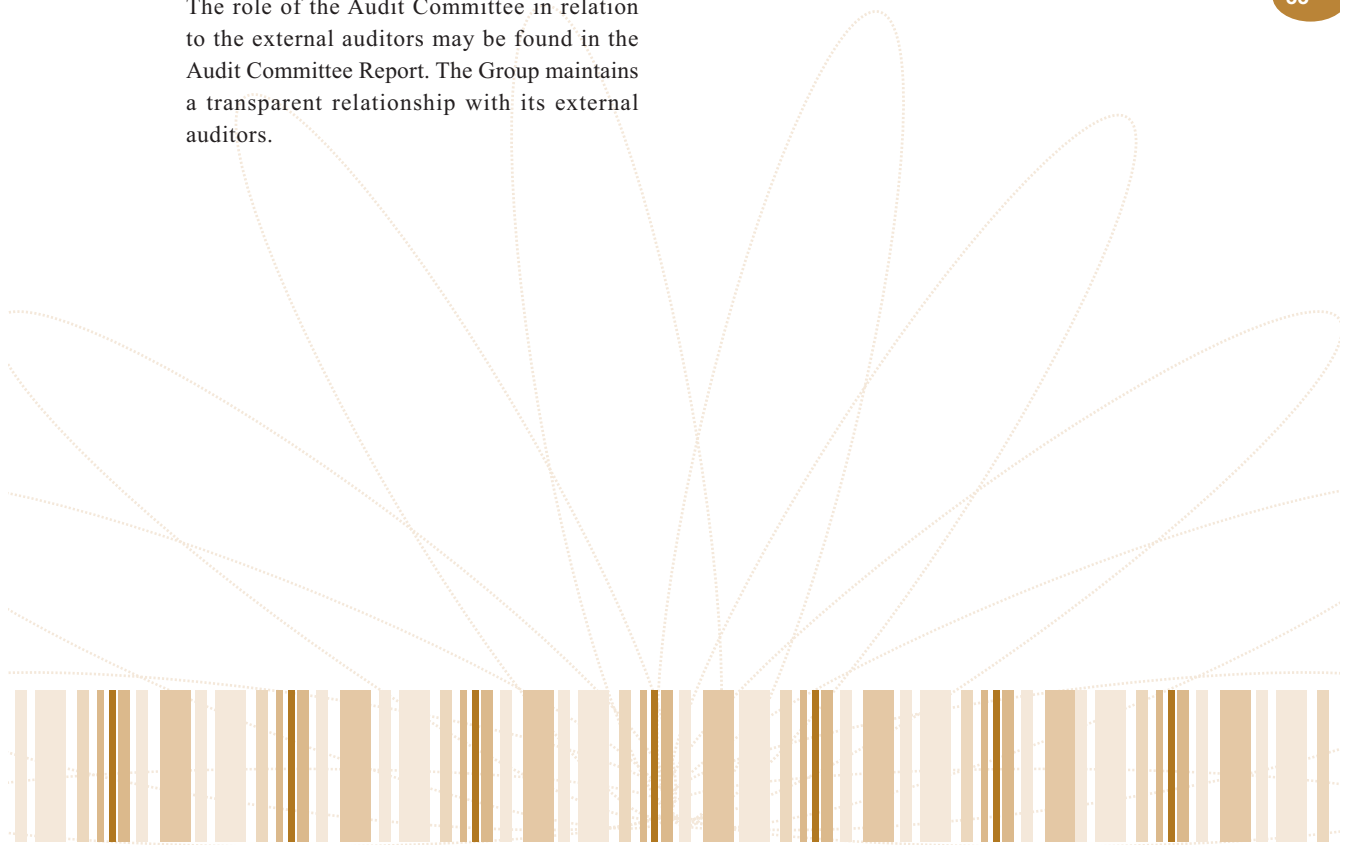 The role of the Audit Committee in relation
to the external auditors may be found in the
Audit Committee Report. The Group maintains
a transparent relationship with its external
auditors.